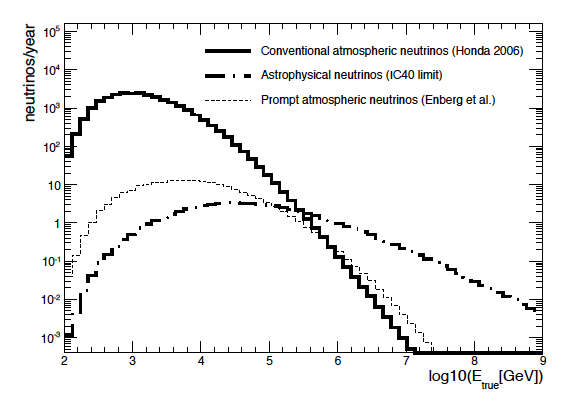 neutrinos/year
10^5
10^4
10^3
10^2
10
1
10^-1
10^-2
10^-3
Conventional atmospheric neutrinos (Honda 2006)
Astrophysical neutrinos (IC40 limit)
Prompt atmospheric neutrinos (Enberg et al.)
2 3 4 5 6 7 8 9
log10(E_true[GeV])